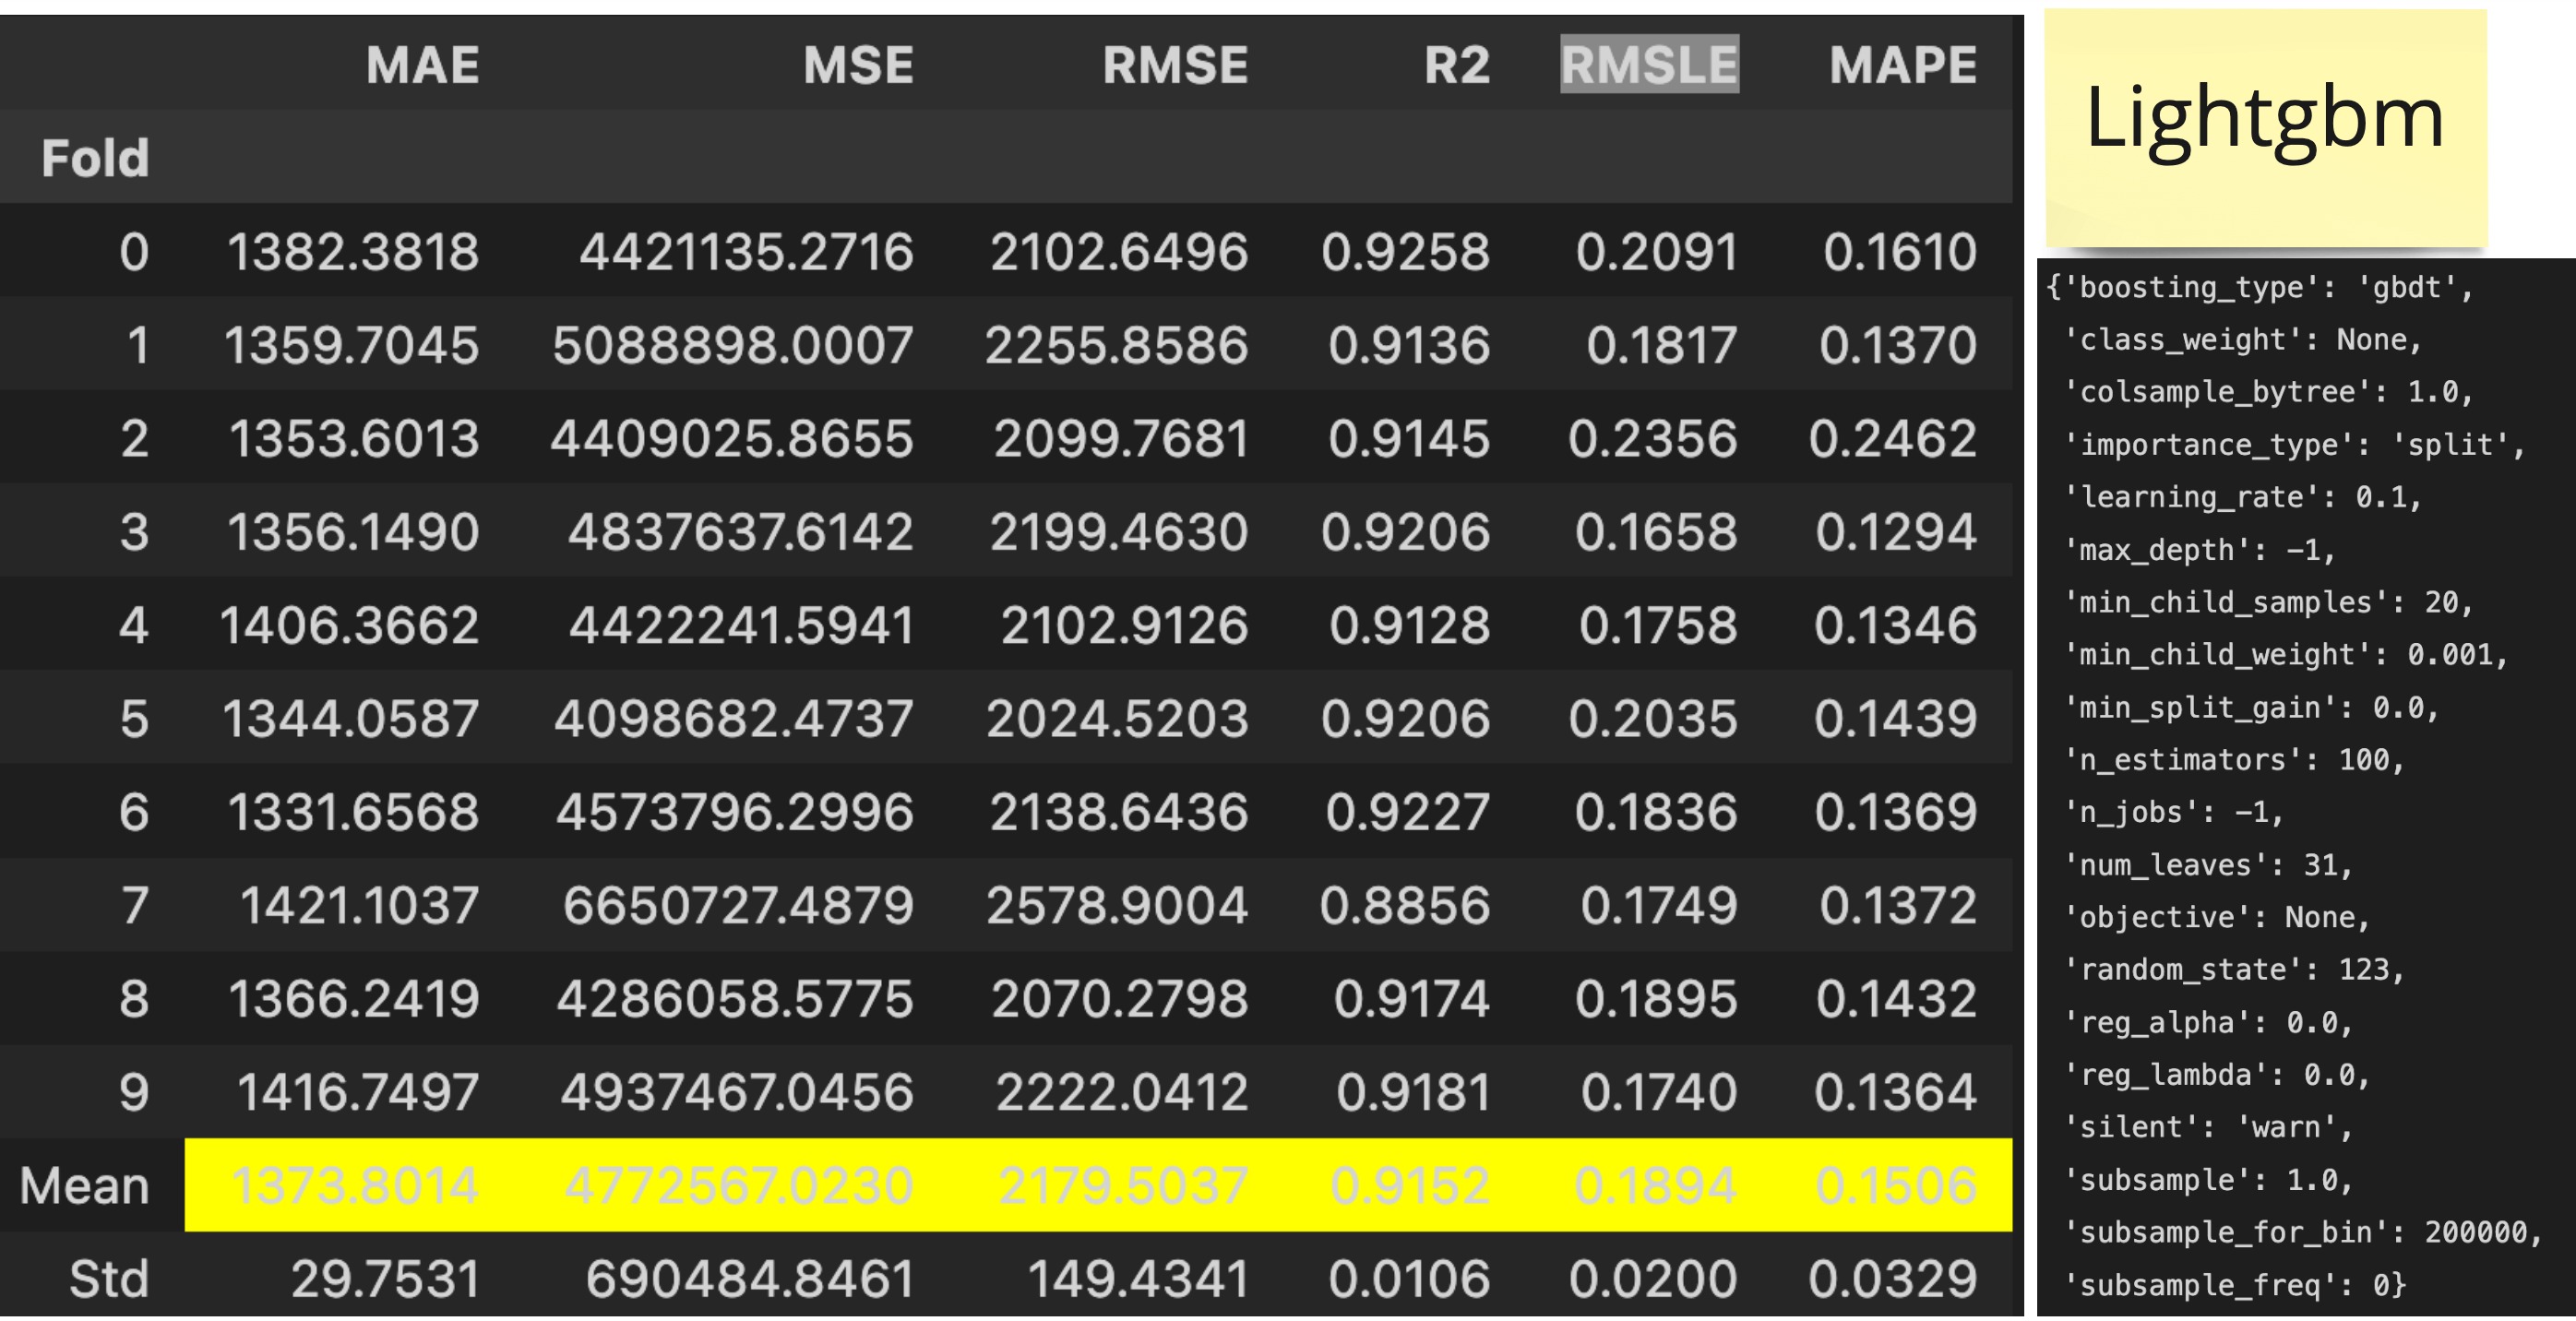 MAE MSE RMSE R2 RMSLE MAPE
Fold
0 1382.3818 4421135.2716 2102.6496 0.9258 0.2091 0.1610
1 1359.7045 5088898.0007 2255.8586 0.9136 0.1817 0.1370
2 1353.6013 4409025.8655 2099.7681 0.9145 0.2356 0.2462
3 1356.1490 4837637.6142 2199.4630 0.9206 0.1658 0.1294
4 1406.3662 4422241.5941 2102.9126 0.9128 0.1758 0.1346
5 1344.0587 4098682.4737 2024.5203 0.9206 0.2035 0.1439
6 1331.6568 4573796.2996 2138.6436 0.9227 0.1836 0.1369
7 1421.1037 6650727.4879 2578.9004 0.8856 0.1749 0.1372
8 1366.2419 4286058.5775 2070.2798 0.9174 0.1895 0.1432
9 1416.7497 4937467.0456 2222.0412 0.9181 0.1740 0.1364
Mean 1373.8014 4772567.0230 2179.5037 0.9152 0.1894 0.1506
Std 29.7531 690484.8461 149.4341 0.0106 0.0200 0.0329
Lightgbm
{'boosting_type': 'gbdt',
'class_weight': None,
'colsample_bytree': 1.0,
'importance_type': 'split',
'learning_rate': 0.1,
'max_depth': -1,
'min_child_samples': 20,
'min_child_weight': 0.001,
'min_split_gain': 0.0,
'n_estimators': 100,
'n_jobs': -1,
'num_leaves': 31,
'objective': None,
'random_state': 123,
'reg_alpha': 0.0,
'reg_lambda': 0.0,
'silent': 'warn',
'subsample': 1.0,
'subsample_for_bin': 200000,
'subsample_freq': 0}